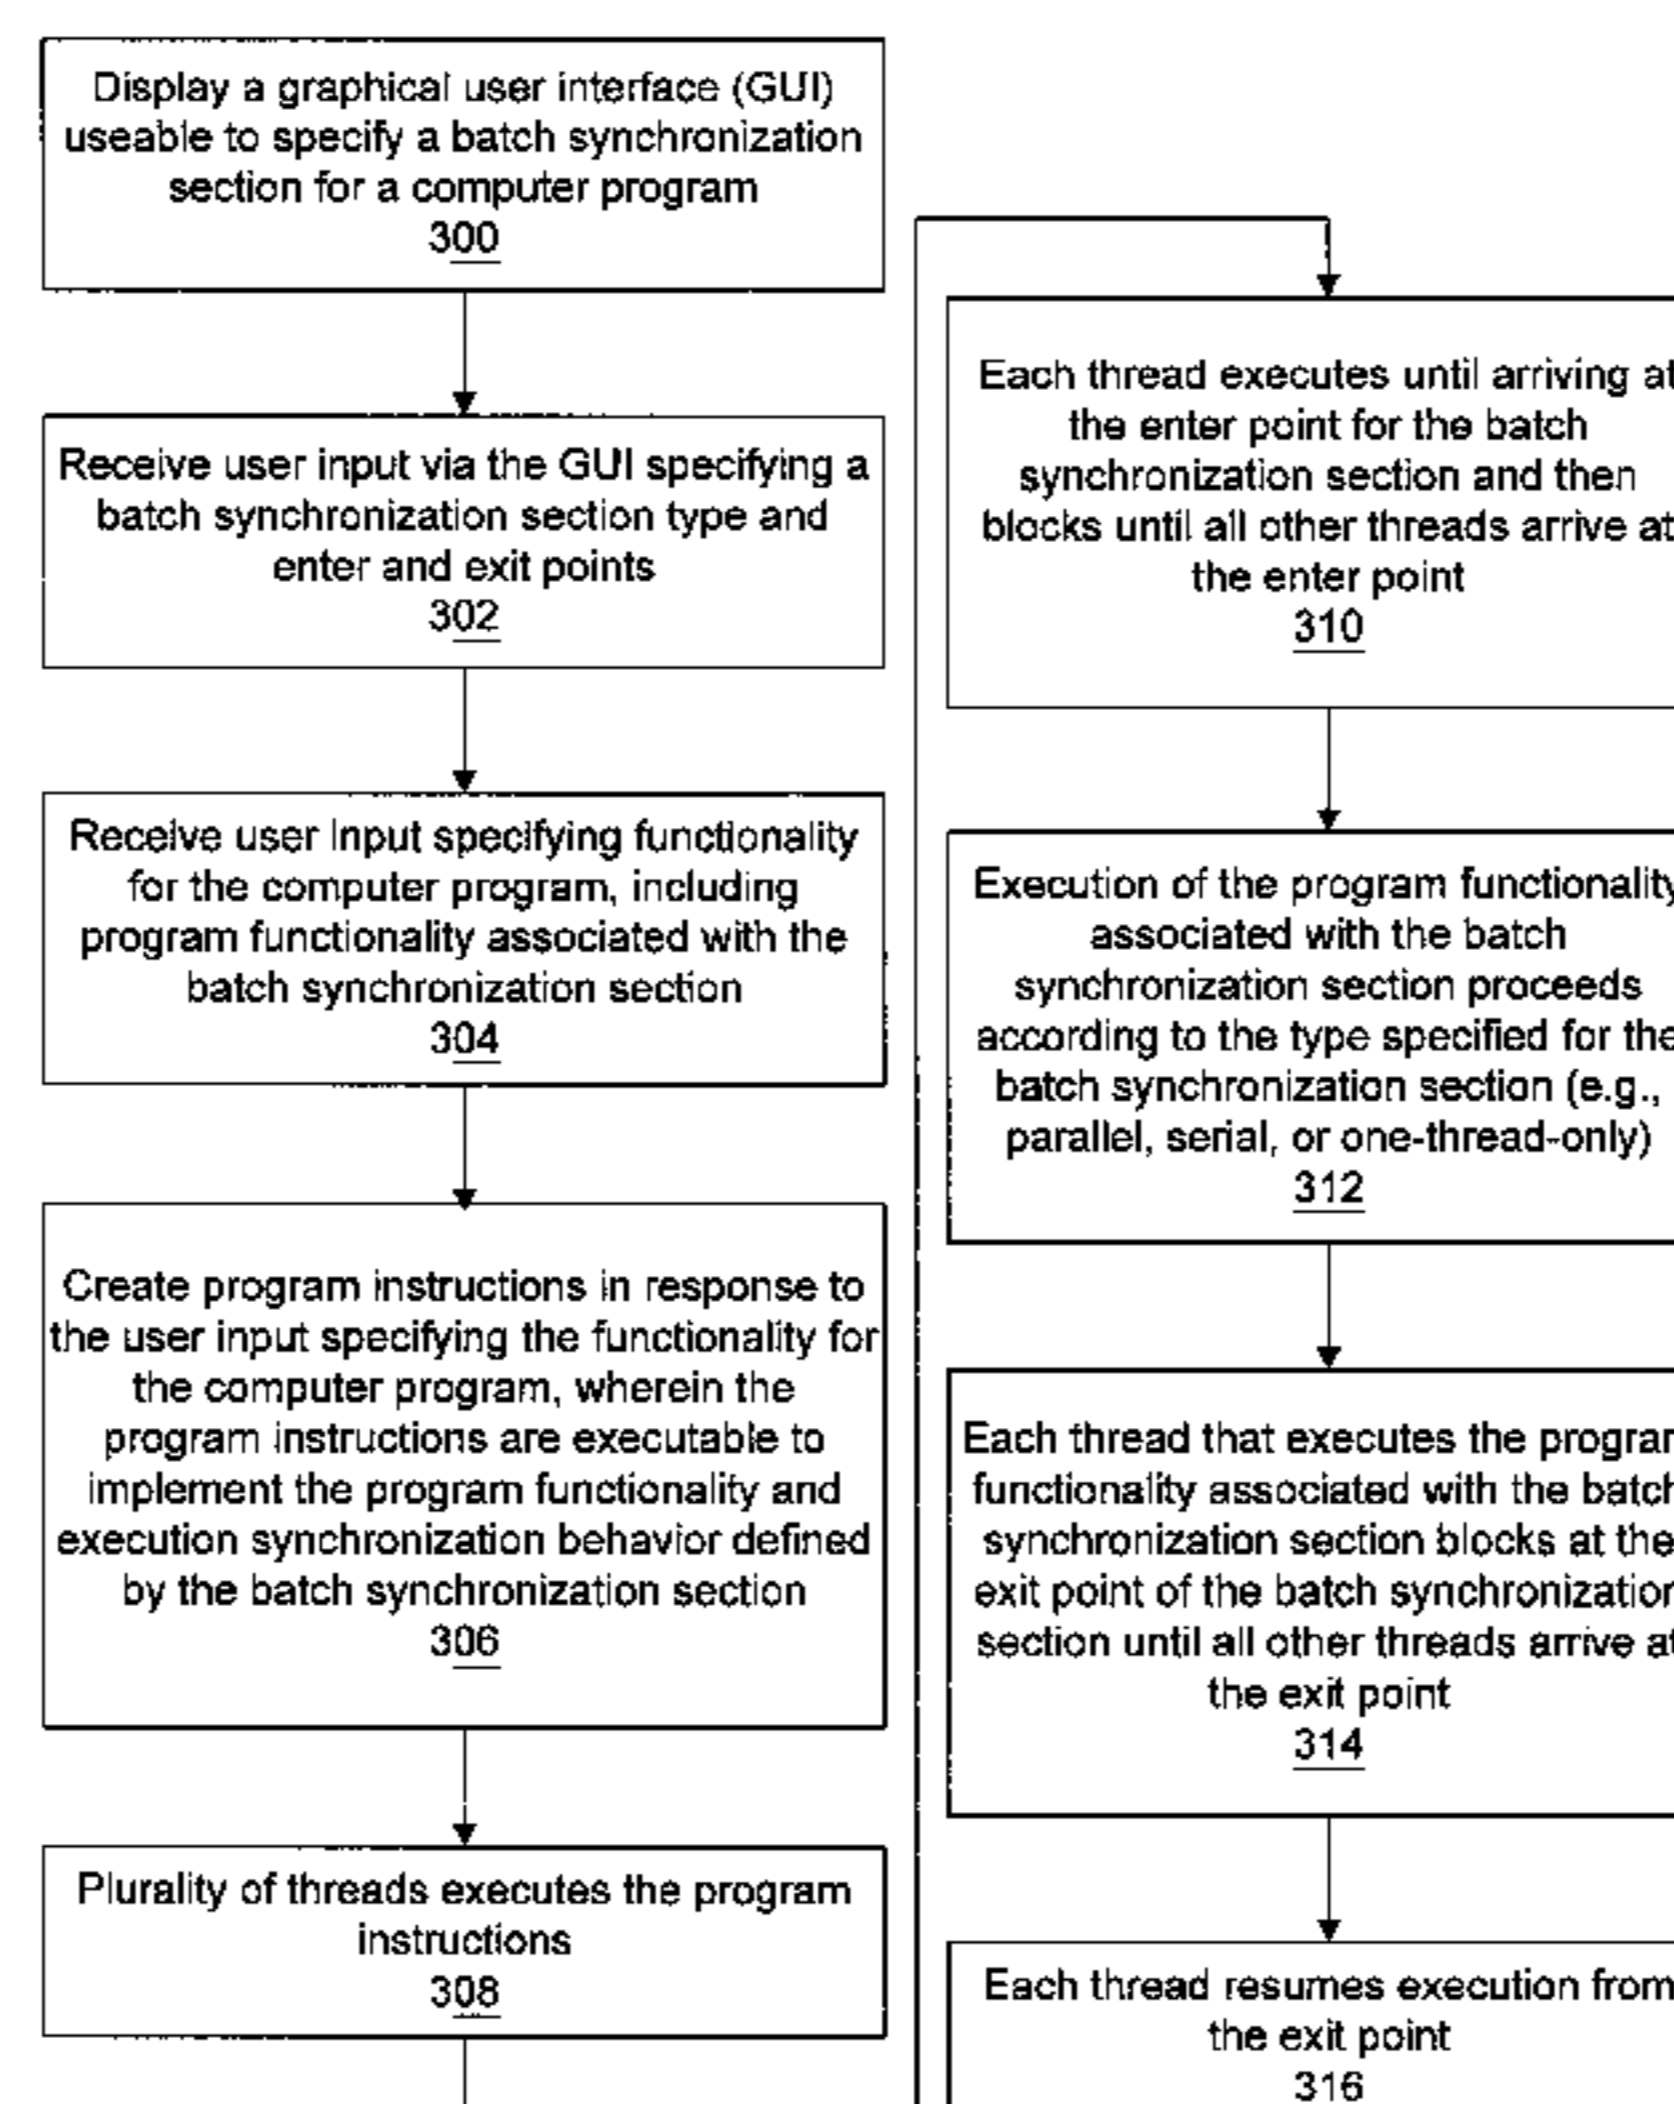 Display a graphical user interface (GUI)
useable to specify a batch synchronization
section for a computer program
300
Receive user input via the GUI specifying a
batch synchronization section type and
enter and exit points
302
Receive user input specifying functionality
for the computer program, including
program functionality associated with the
batch synchronization section
304
Create program instructions in response to
the user input specifying the functionality for
the computer program, wherein the
program instructions are executable to
implement the program functionality and
execution synchronization behavior defined
by the batch synchronization section
306
Plurality of threads executes the program
instructions
308
Each thread executes until arriving at
the enter point for the batch
synchronization section and then
blocks until all other threads arrive at
the enter point
310
Execution of the program functionality
associated with the batch
synchronization section proceeds
according to the type specified for the
batch synchronization section (e.g.,
parallel, serial, or one-thread-only)
312
Each thread that executes the program
functionality associated with the batch
synchronization section blocks at the
exit point of the batch synchronization
section until all other threads arrive at
the exit point
314
Each thread resumes execution from
the exit point
316